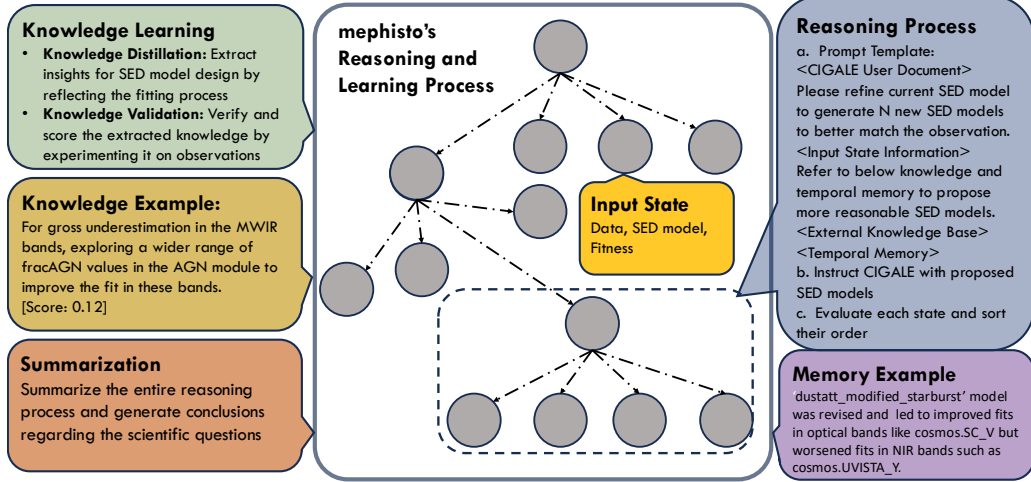 Knowledge Learning
• Knowledge Distillation: Extract
insights for SED model design by
reflecting the fitting process
• Knowledge Validation: Verify and
score the extracted knowledge by
experimenting it on observations
Knowledge Example:
For gross underestimation in the MWIR
bands, exploring a wider range of
fracAGN values in the AGN module to
improve the fit in these bands.
[Score: 0.12]
Summarization
Summarize the entire reasoning
process and generate conclusions
regarding the scientific questions
mephisto's
Reasoning and
Learning Process
Input State
Data, SED model,
Fitness
Reasoning Process
a. Prompt Template:
<CIGALE User Document>
Please refine current SED model
to generate N new SED models
to better match the observation.
<Input State Information>
Refer to below knowledge and
temporal memory to propose
more reasonable SED models.
<External Knowledge Base>
<Temporal Memory>
b. Instruct CIGALE with proposed
SED models
c. Evaluate each state and sort
their order
Memory Example
'dustatt_modified_starburst' model
was revised and led to improved fits
in optical bands like cosmos.SC_V but
worsened fits in NIR bands such as
cosmos.UVISTA_Y.